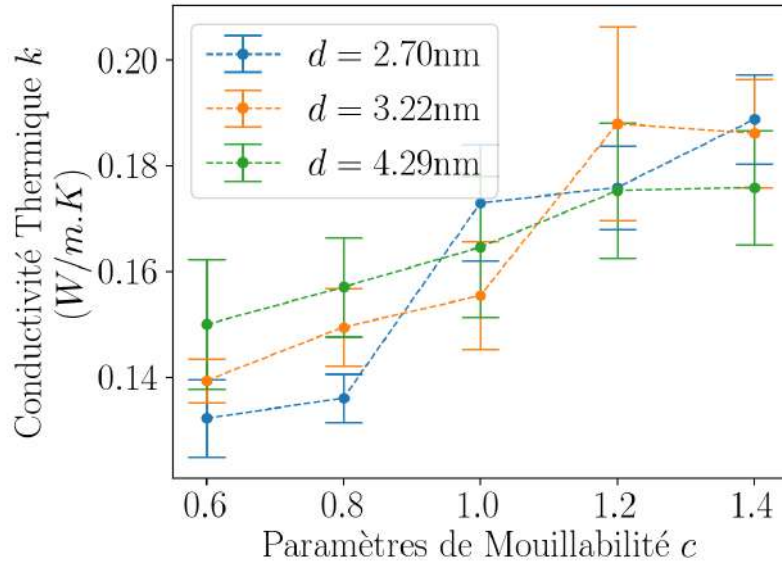 Conductivité Thermique k
(W/m.K)
0.20
0.18
0.16
0.14
d = 2.70nm
d = 3.22nm
d = 4.29nm
0.6 0.8 1.0 1.2 1.4
Paramètres de Mouillabilité c